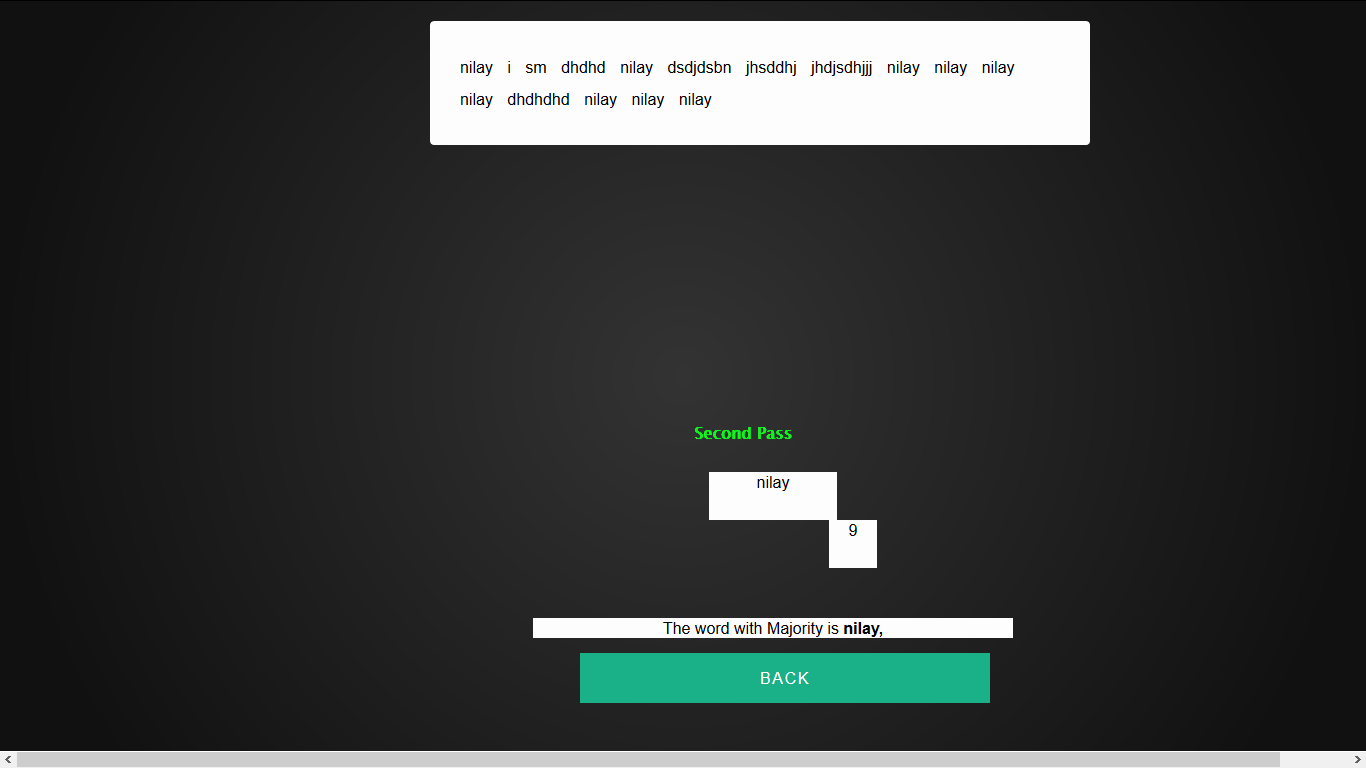 nilay i sm dhdhd nilay dsdjdsbn jhsddhj jhdjsdhjjj nilay nilay nilay
nilay dhdhdhd nilay nilay nilay
Second Pass
nilay
9
The word with Majority is nilay,
BACK